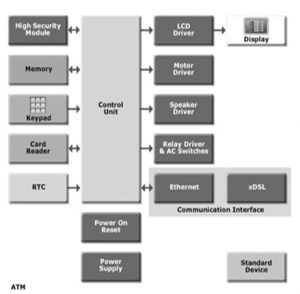 High Security
Module
Memory
Keypad
Card
Reader
RTC
Control
Unit
LCD
Driver
Display
Motor
Driver
Speaker
Driver
Relay Driver
& AC Switches
Ethernet
xDSL
Communication Interface
Power On
Reset
Power
Supply
Standard
Device
ATM